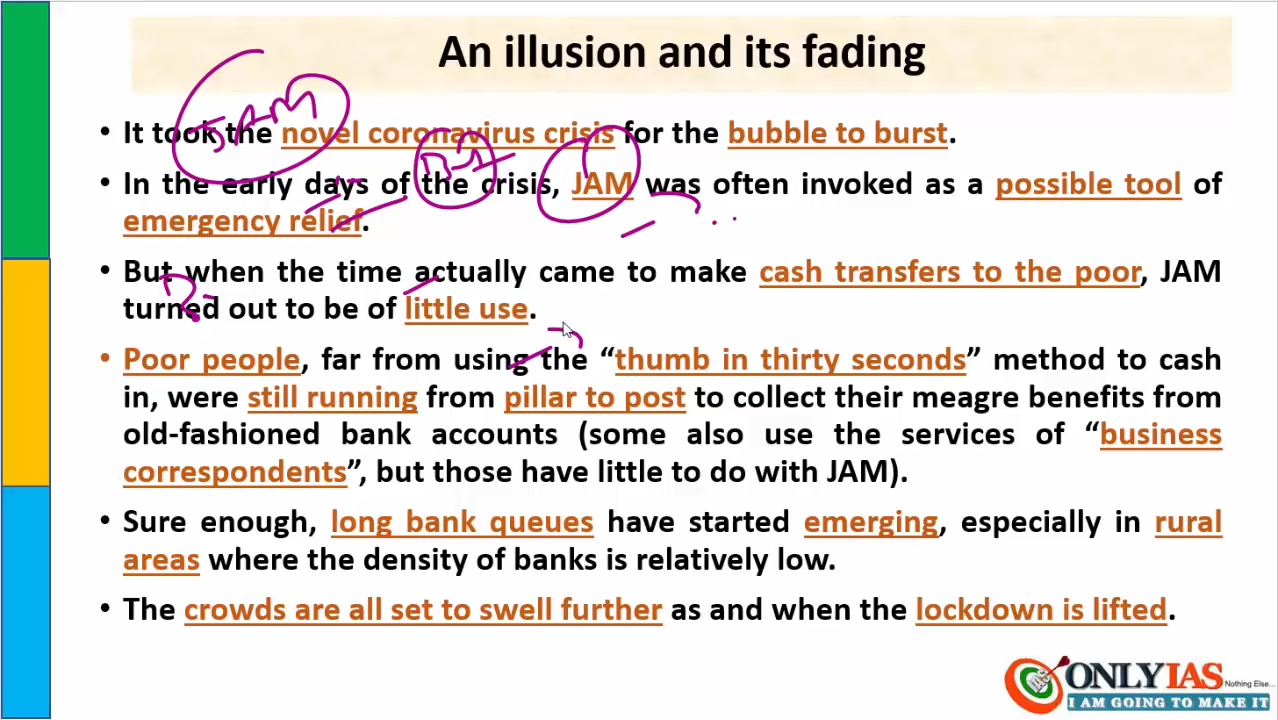 An illusion and its fading
• It took the novel coronavirus crisis for the bubble to burst.
• In the early days of the crisis, JAM was often invoked as a possible tool of
emergency relief.
• But when the time actually came to make cash transfers to the poor, JAM
turned out to be of little use.
• Poor people, far from using the “thumb in thirty seconds” method to cash
in, were still running from pillar to post to collect their meagre benefits from
old-fashioned bank accounts (some also use the services of “business
correspondents”, but those have little to do with JAM).
• Sure enough, long bank queues have started emerging, especially in rural
areas where the density of banks is relatively low.
• The crowds are all set to swell further as and when the lockdown is lifted.
JAM
ONLYIAS
Nothing Else...
I AM GOING TO MAKE IT